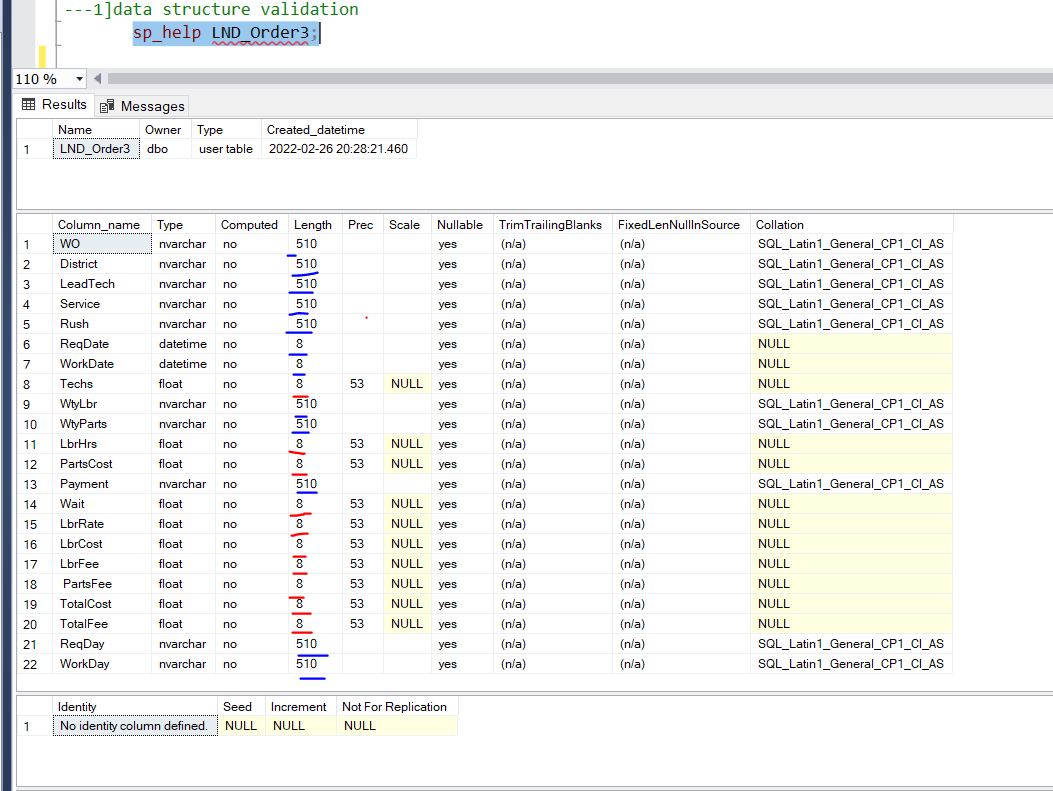 ---1]data structure validation
sp_help LND_Order3;
110 %
Results Messages
Name Owner Type Created_datetime
1 LND_Order3 dbo user table 2022-02-26 20:28:21.460
Column_name Type Computed Length Prec Scale Nullable TrimTrailingBlanks FixedLenNullInSource Collation
1 WO nvarchar no 510 yes (n/a) (n/a) SQL_Latin1_General_CP1_CI_AS
2 District nvarchar no 510 yes (n/a) (n/a) SQL_Latin1_General_CP1_CI_AS
3 LeadTech nvarchar no 510 yes (n/a) (n/a) SQL_Latin1_General_CP1_CI_AS
4 Service nvarchar no 510 yes (n/a) (n/a) SQL_Latin1_General_CP1_CI_AS
5 Rush nvarchar no 510 yes (n/a) (n/a) SQL_Latin1_General_CP1_CI_AS
6 ReqDate datetime no 8 yes (n/a) (n/a) NULL
7 WorkDate datetime no 8 yes (n/a) (n/a) NULL
8 Techs float no 8 53 NULL yes (n/a) (n/a) NULL
9 WtyLbr nvarchar no 510 yes (n/a) (n/a) SQL_Latin1_General_CP1_CI_AS
10 WtyParts nvarchar no 510 yes (n/a) (n/a) SQL_Latin1_General_CP1_CI_AS
11 LbrHrs float no 8 53 NULL yes (n/a) (n/a) NULL
12 PartsCost float no 8 53 NULL yes (n/a) (n/a) NULL
13 Payment nvarchar no 510 yes (n/a) (n/a) SQL_Latin1_General_CP1_CI_AS
14 Wait float no 8 53 NULL yes (n/a) (n/a) NULL
15 LbrRate float no 8 53 NULL yes (n/a) (n/a) NULL
16 LbrCost float no 8 53 NULL yes (n/a) (n/a) NULL
17 LbrFee float no 8 53 NULL yes (n/a) (n/a) NULL
18 PartsFee float no 8 53 NULL yes (n/a) (n/a) NULL
19 TotalCost float no 8 53 NULL yes (n/a) (n/a) NULL
20 TotalFee float no 8 53 NULL yes (n/a) (n/a) NULL
21 ReqDay nvarchar no 510 yes (n/a) (n/a) SQL_Latin1_General_CP1_CI_AS
22 WorkDay nvarchar no 510 yes (n/a) (n/a) SQL_Latin1_General_CP1_CI_AS
Identity Seed Increment Not For Replication
1 No identity column defined. NULL NULL NULL